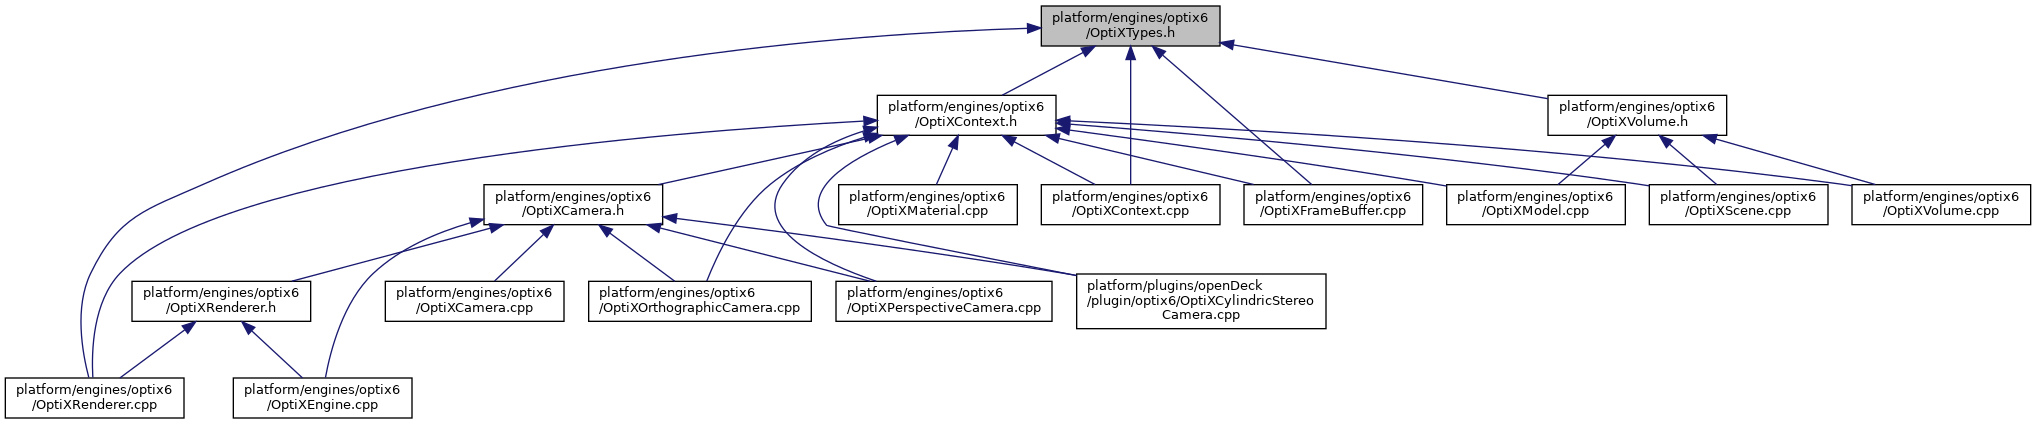 platform/engines/optix6
/OptiXTypes.h
platform/engines/optix6
/OptiXContext.h
platform/engines/optix6
/OptiXVolume.h
platform/engines/optix6
/OptiXCamera.h
platform/engines/optix6
/OptiXMaterial.cpp
platform/engines/optix6
/OptiXContext.cpp
platform/engines/optix6
/OptiXFrameBuffer.cpp
platform/engines/optix6
/OptiXModel.cpp
platform/engines/optix6
/OptiXScene.cpp
platform/engines/optix6
/OptiXVolume.cpp
platform/engines/optix6
/OptiXRenderer.h
platform/engines/optix6
/OptiXCamera.cpp
platform/engines/optix6
/OptiXOrthographicCamera.cpp
platform/engines/optix6
/OptiXPerspectiveCamera.cpp
platform/plugins/openDeck
/plugin/optix6/OptiXCylindricStereo
Camera.cpp
platform/engines/optix6
/OptiXRenderer.cpp
platform/engines/optix6
/OptiXEngine.cpp